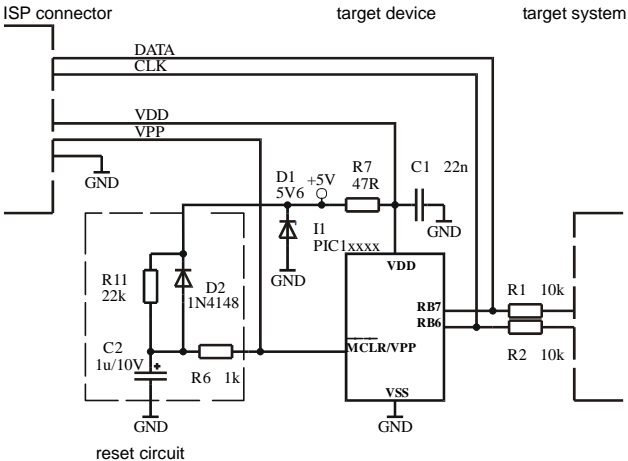 ISP connector
target device
target system
DATA
CLK
VDD
VPP
GND
D1
5V6
+5V
R7
47R
C1 22n
GND
I1
PIC1xxxx
GND
VDD
R11
22k
D2
1N4148
RB7
RB6
R1 10k
R2 10k
C2
1u/10V
+
R6 1k
MCLR/VPP
VSS
GND
GND
reset circuit